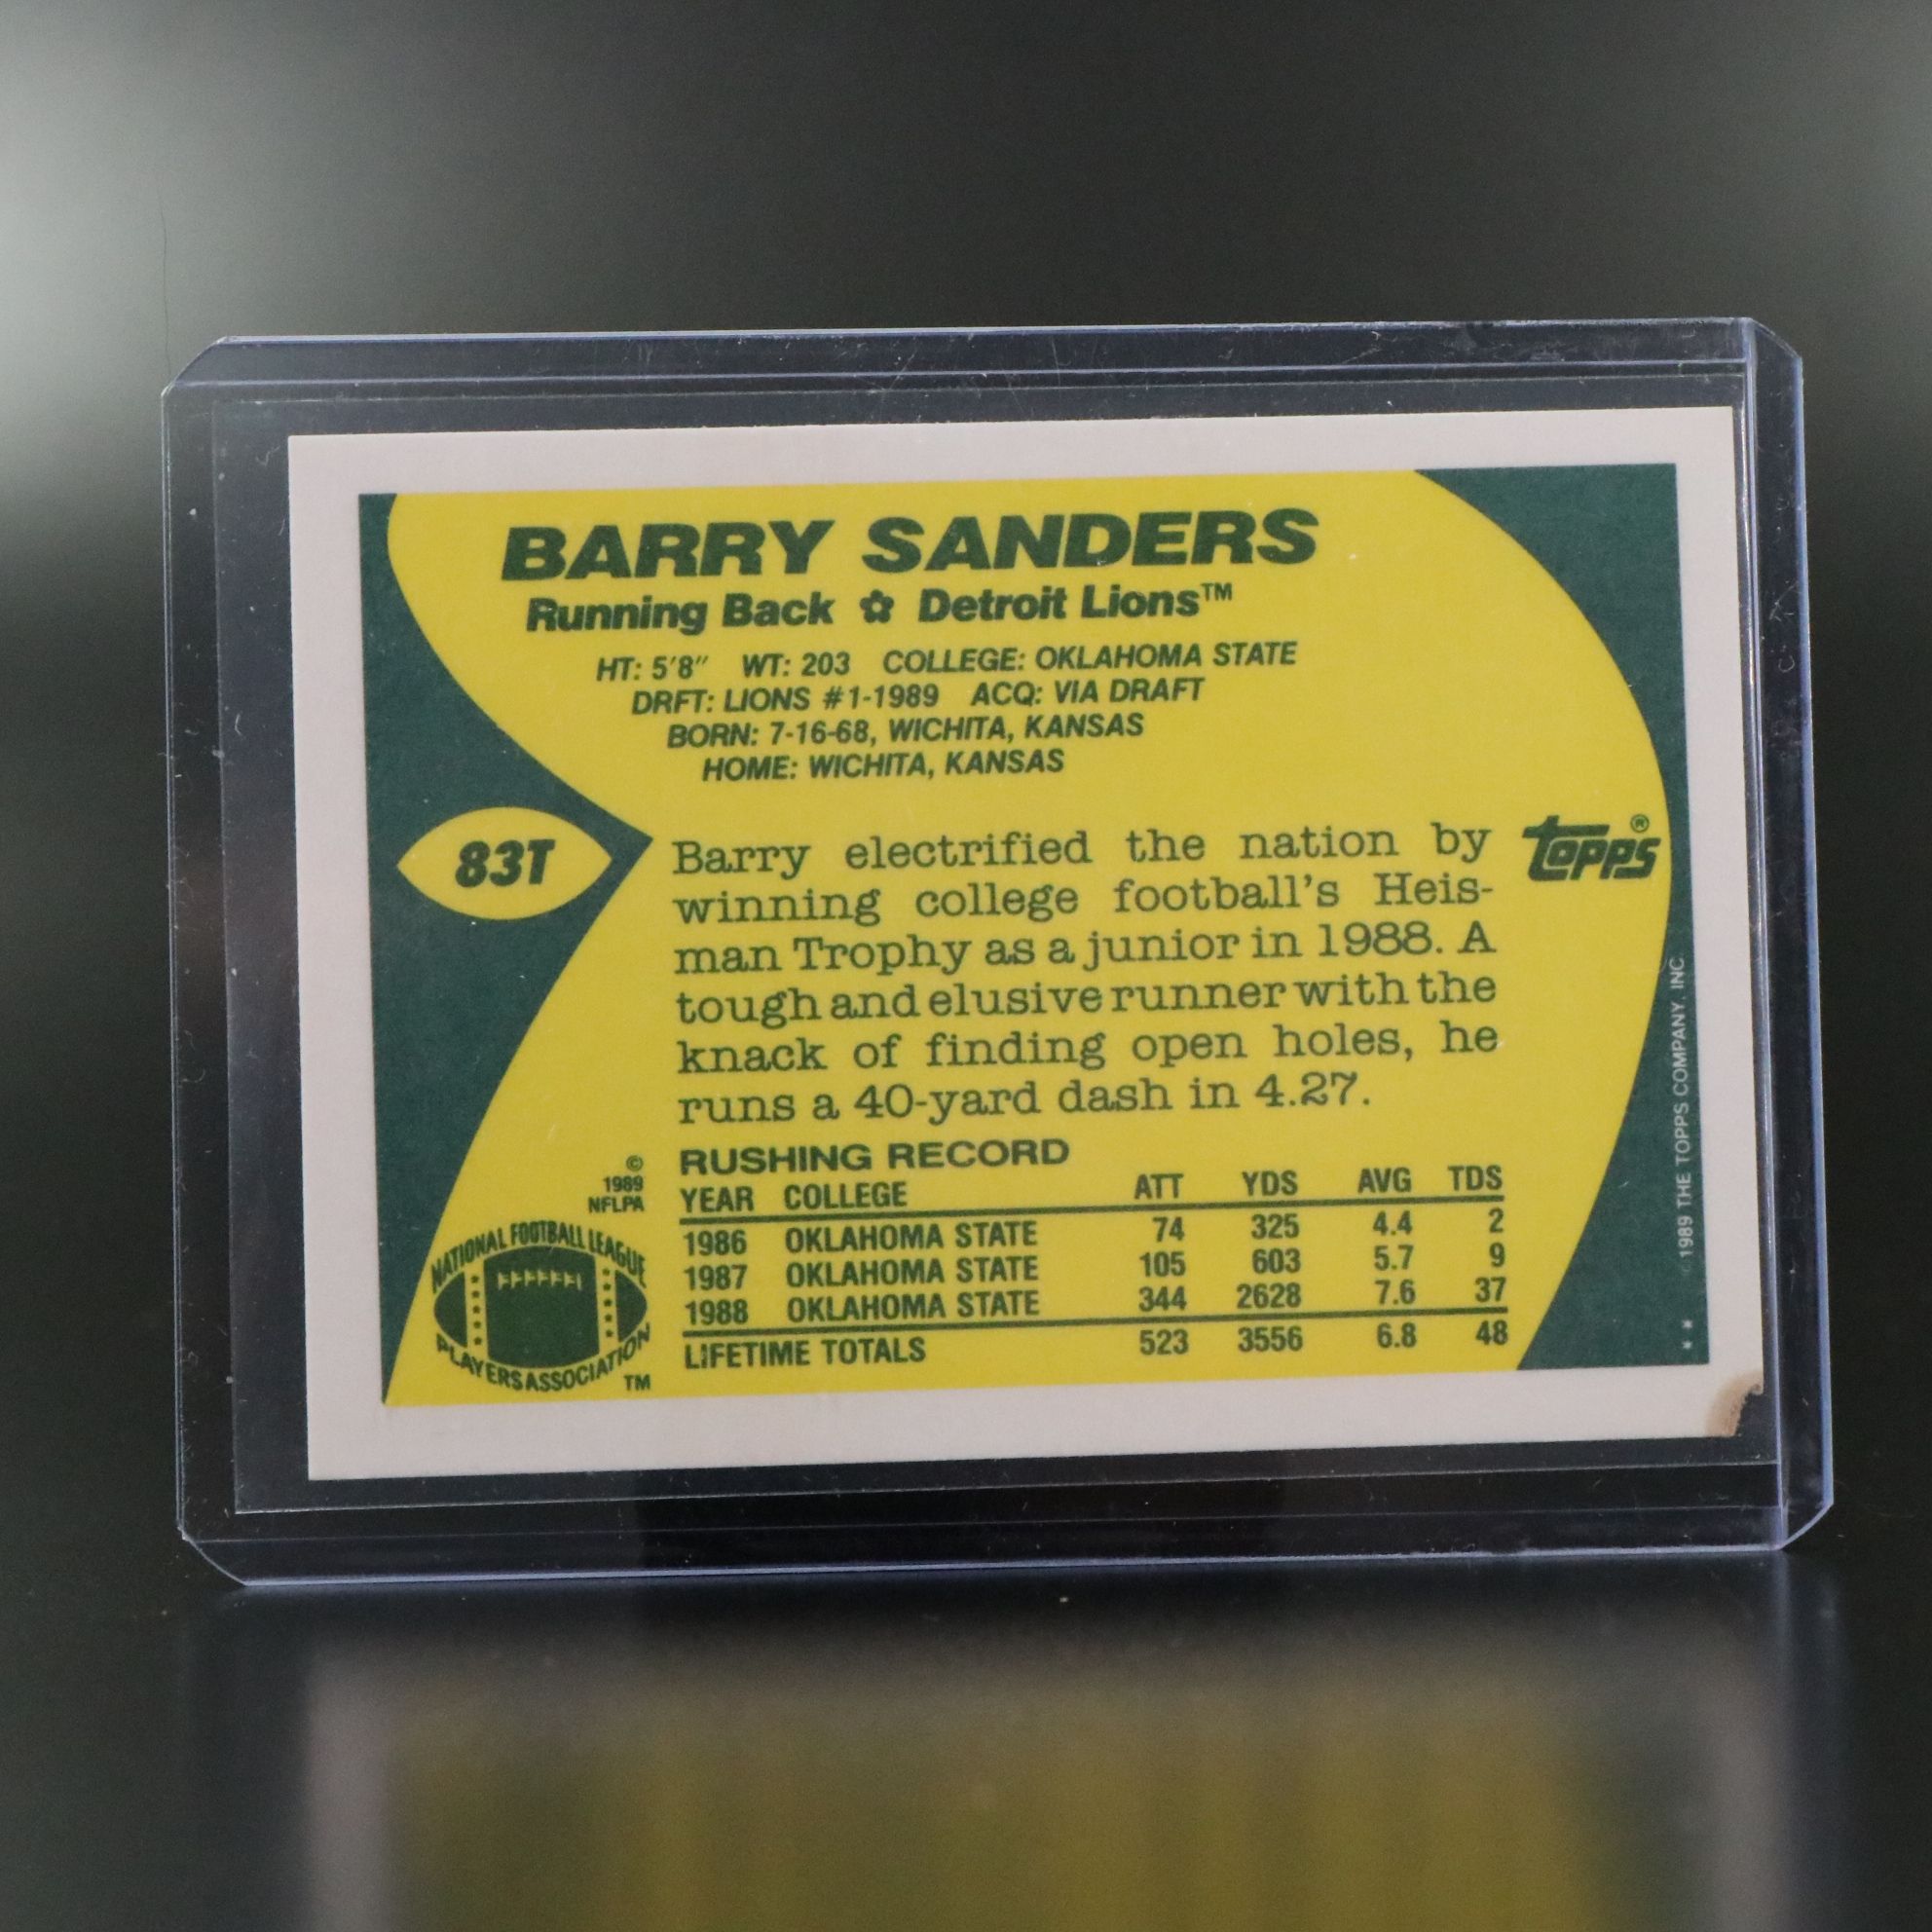 BARRY SANDERS
Running Back ✿ Detroit Lions™
HT: 5'8" WT: 203 COLLEGE: OKLAHOMA STATE
DRFT: LIONS #1-1989 ACQ: VIA DRAFT
BORN: 7-16-68, WICHITA, KANSAS
HOME: WICHITA, KANSAS
83T
Barry electrified the nation by
winning college football's Heis-
man Trophy as a junior in 1988. A
tough and elusive runner with the
knack of finding open holes, he
runs a 40-yard dash in 4.27.
topps®
RUSHING RECORD
YEAR COLLEGE ATT YDS AVG TDS
1986 OKLAHOMA STATE 74 325 4.4 2
1987 OKLAHOMA STATE 105 603 5.7 9
1988 OKLAHOMA STATE 344 2628 7.6 37
LIFETIME TOTALS 523 3556 6.8 48
©
1989
NFLPA
NATIONAL FOOTBALL LEAGUE
PLAYERS ASSOCIATION
TM
** ©1989 THE TOPPS COMPANY, INC